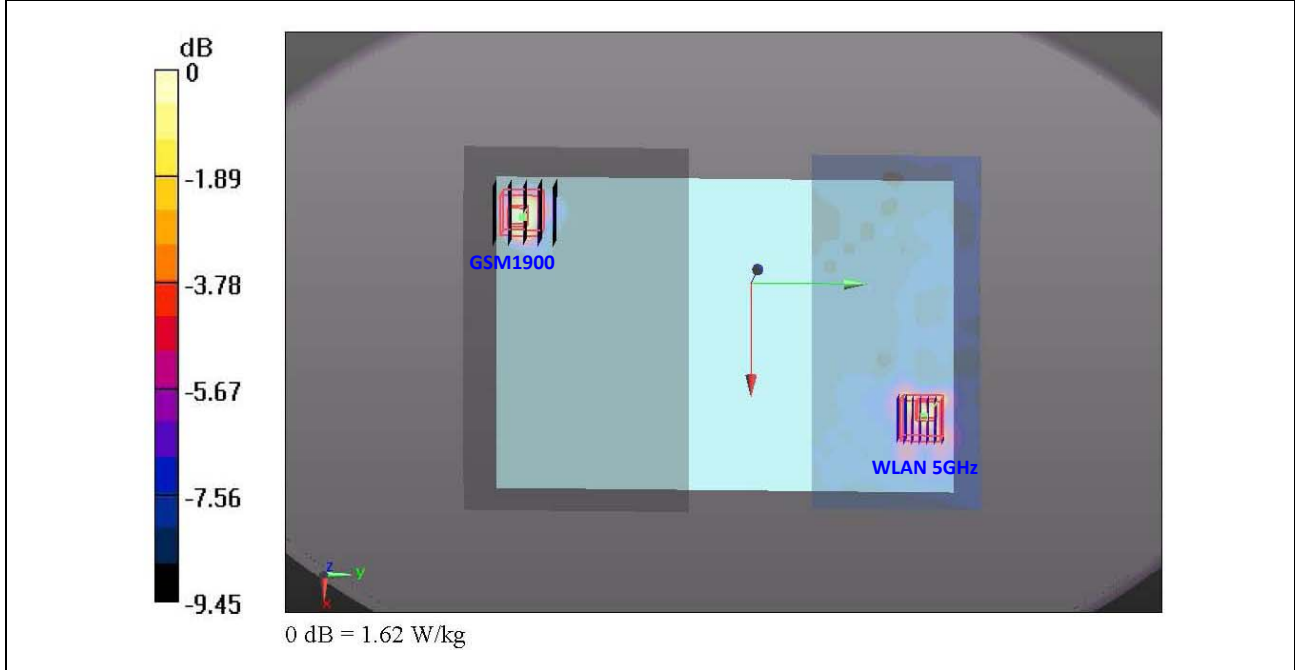 dB
0
-1.89
-3.78
-5.67
-7.56
-9.45
GSM1900
WLAN 5GHz
z
y
x
0 dB = 1.62 W/kg